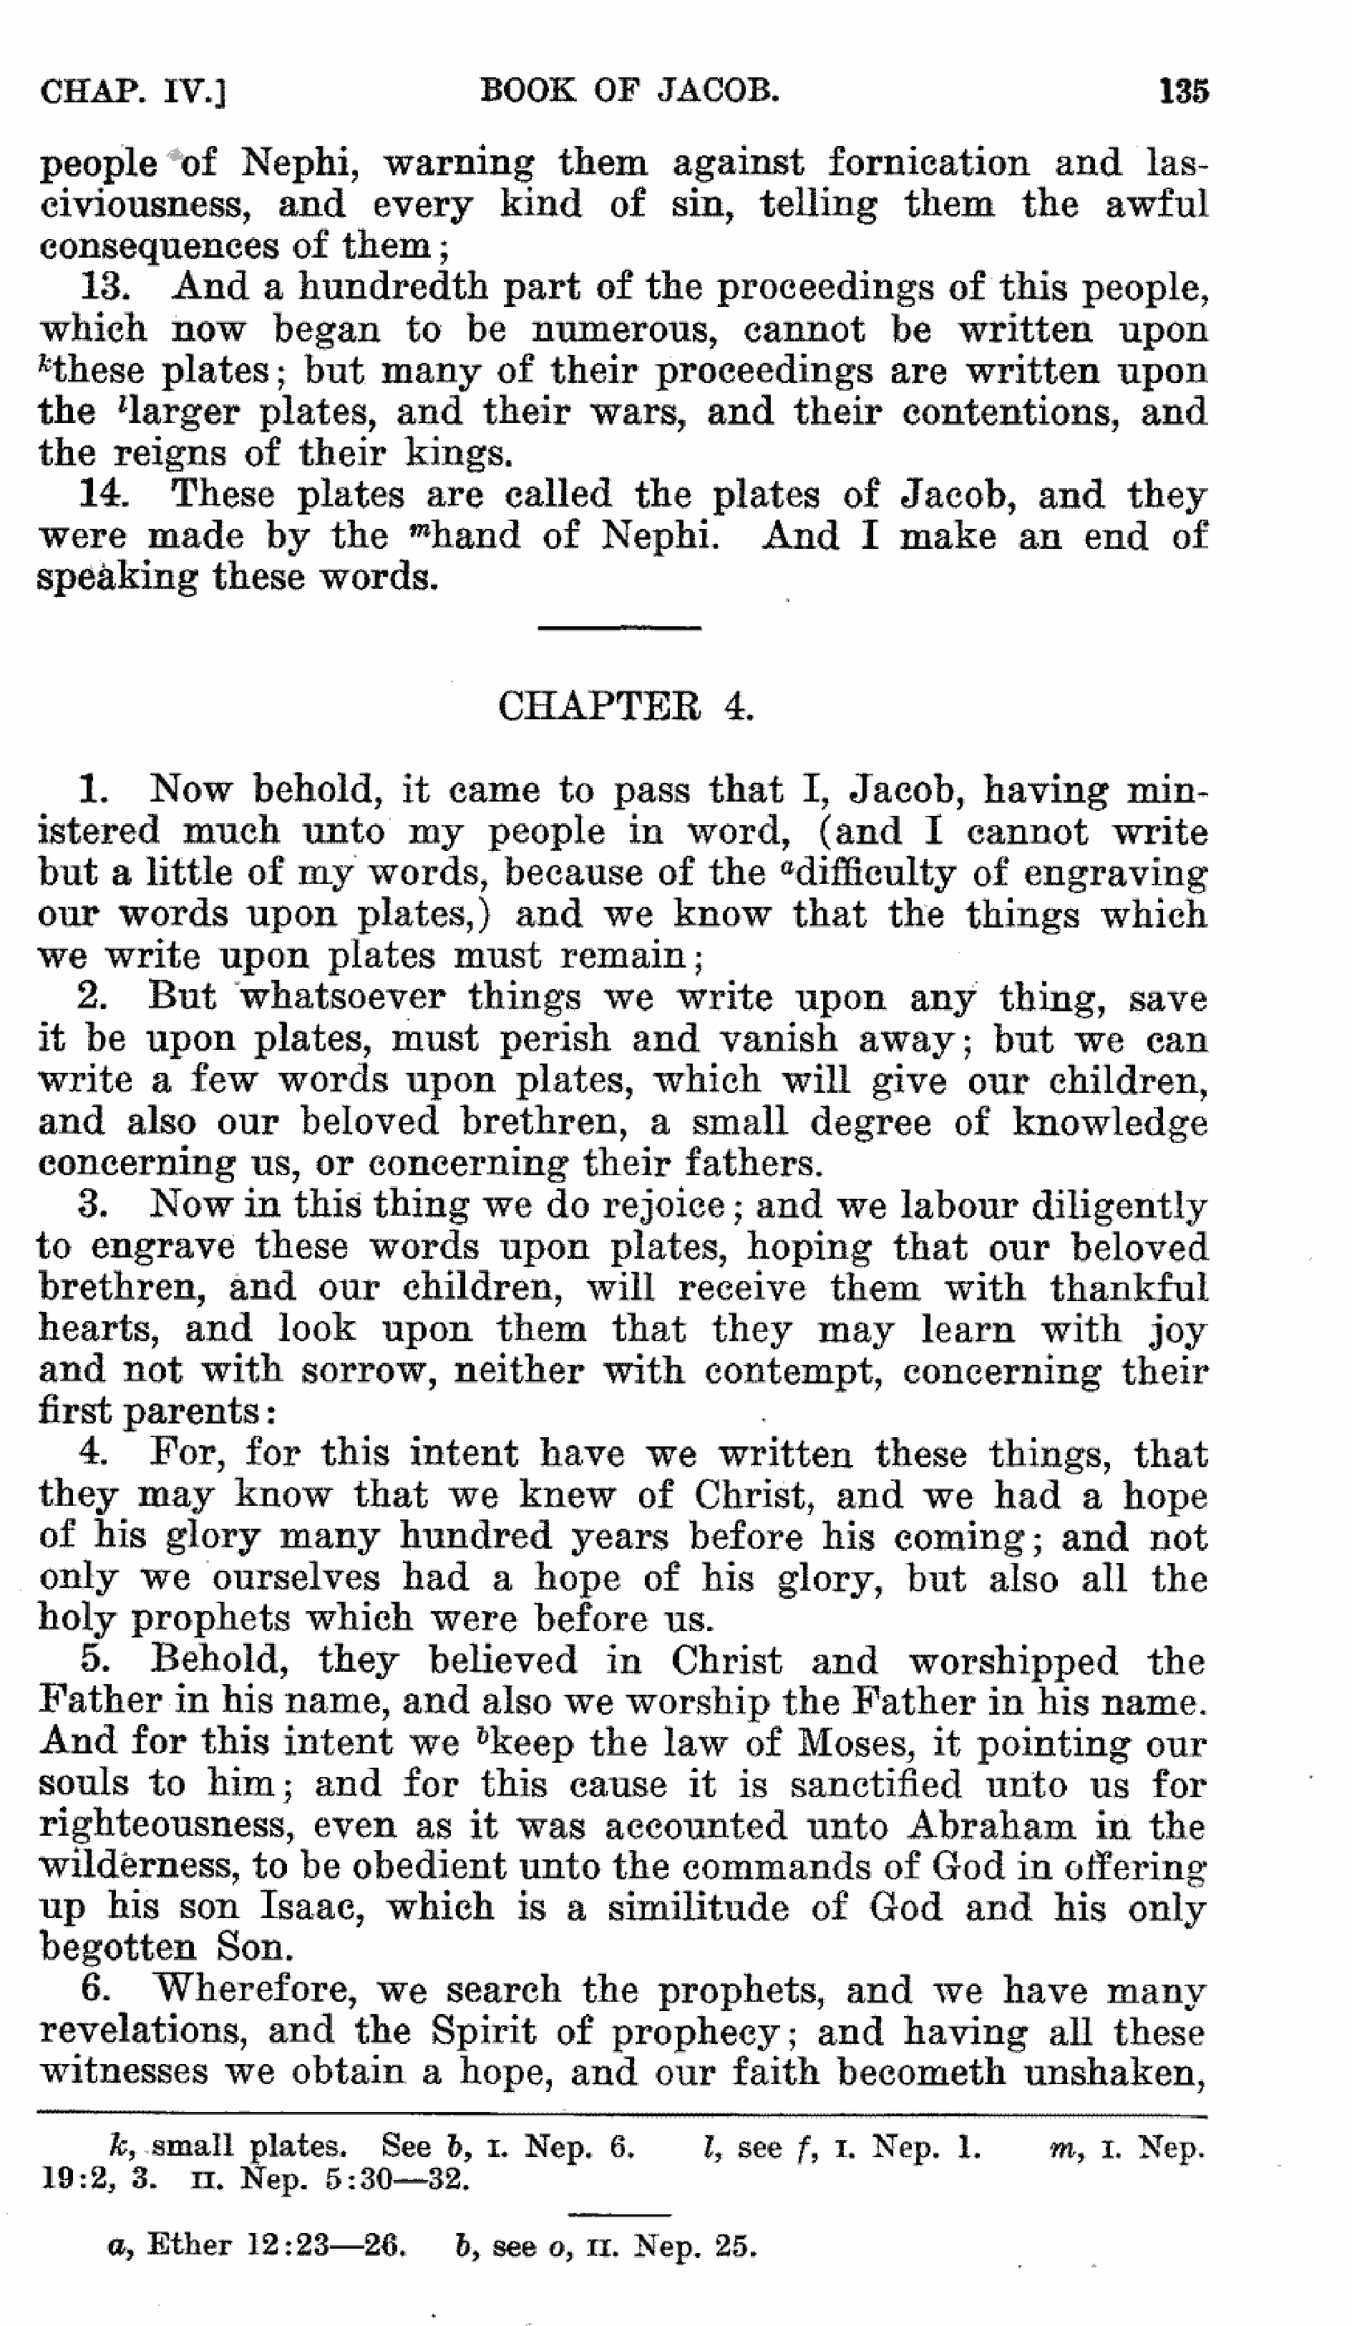 CHAP. IV.] BOOK OF JACOB. 135
people of Nephi, warning them against fornication and las-
civiousness, and every kind of sin, telling them the awful
consequences of them;
13. And a hundredth part of the proceedings of this people,
which now began to be numerous, cannot be written upon
kthese plates; but many of their proceedings are written upon
the llarger plates, and their wars, and their contentions, and
the reigns of their kings.
14. These plates are called the plates of Jacob, and they
were made by the mhand of Nephi. And I make an end of
speaking these words.
CHAPTER 4.
1. Now behold, it came to pass that I, Jacob, having min-
istered much unto my people in word, (and I cannot write
but a little of my words, because of the adifficulty of engraving
our words upon plates,) and we know that the things which
we write upon plates must remain;
2. But whatsoever things we write upon any thing, save
it be upon plates, must perish and vanish away; but we can
write a few words upon plates, which will give our children,
and also our beloved brethren, a small degree of knowledge
concerning us, or concerning their fathers.
3. Now in this thing we do rejoice; and we labour diligently
to engrave these words upon plates, hoping that our beloved
brethren, and our children, will receive them with thankful
hearts, and look upon them that they may learn with joy
and not with sorrow, neither with contempt, concerning their
first parents:
4. For, for this intent have we written these things, that
they may know that we knew of Christ, and we had a hope
of his glory many hundred years before his coming; and not
only we ourselves had a hope of his glory, but also all the
holy prophets which were before us.
5. Behold, they believed in Christ and worshipped the
Father in his name, and also we worship the Father in his name.
And for this intent we bkeep the law of Moses, it pointing our
souls to him; and for this cause it is sanctified unto us for
righteousness, even as it was accounted unto Abraham in the
wilderness, to be obedient unto the commands of God in offering
up his son Isaac, which is a similitude of God and his only
begotten Son.
6. Wherefore, we search the prophets, and we have many
revelations, and the Spirit of prophecy; and having all these
witnesses we obtain a hope, and our faith becometh unshaken,
k, small plates. See b, I. Nep. 6. l, see f, I. Nep. 1. m, I. Nep.
19:2, 3. II. Nep. 5:30—32.
a, Ether 12:23—26. b, see o, II. Nep. 25.